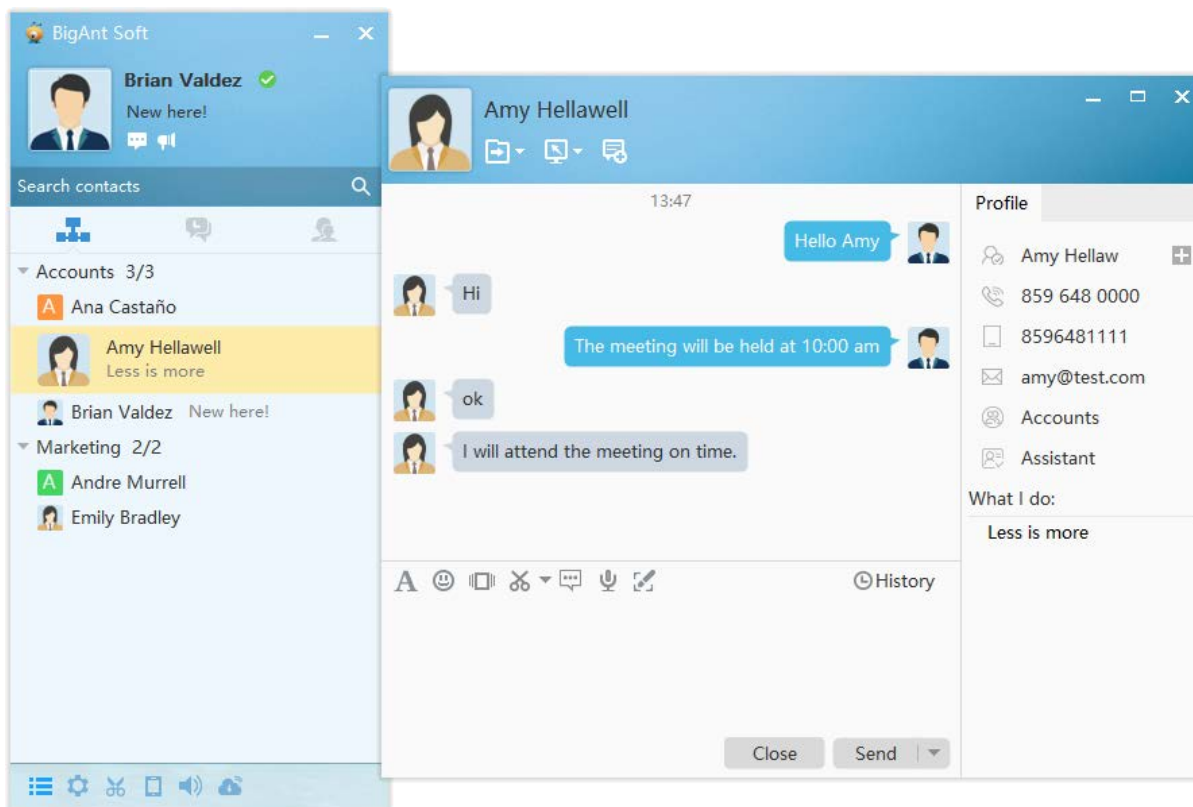 BigAnt Soft
Brian Valdez
New here!
Search contacts
Accounts 3/3
A Ana Castaño
Amy Hellawell
Less is more
Brian Valdez New here!
Marketing 2/2
A Andre Murrell
Emily Bradley
Amy Hellawell
13:47
Hello Amy
Hi
The meeting will be held at 10:00 am
ok
I will attend the meeting on time.
A
History
Close
Send
Profile
Amy Hellaw
859 648 0000
8596481111
amy@test.com
Accounts
Assistant
What I do:
Less is more